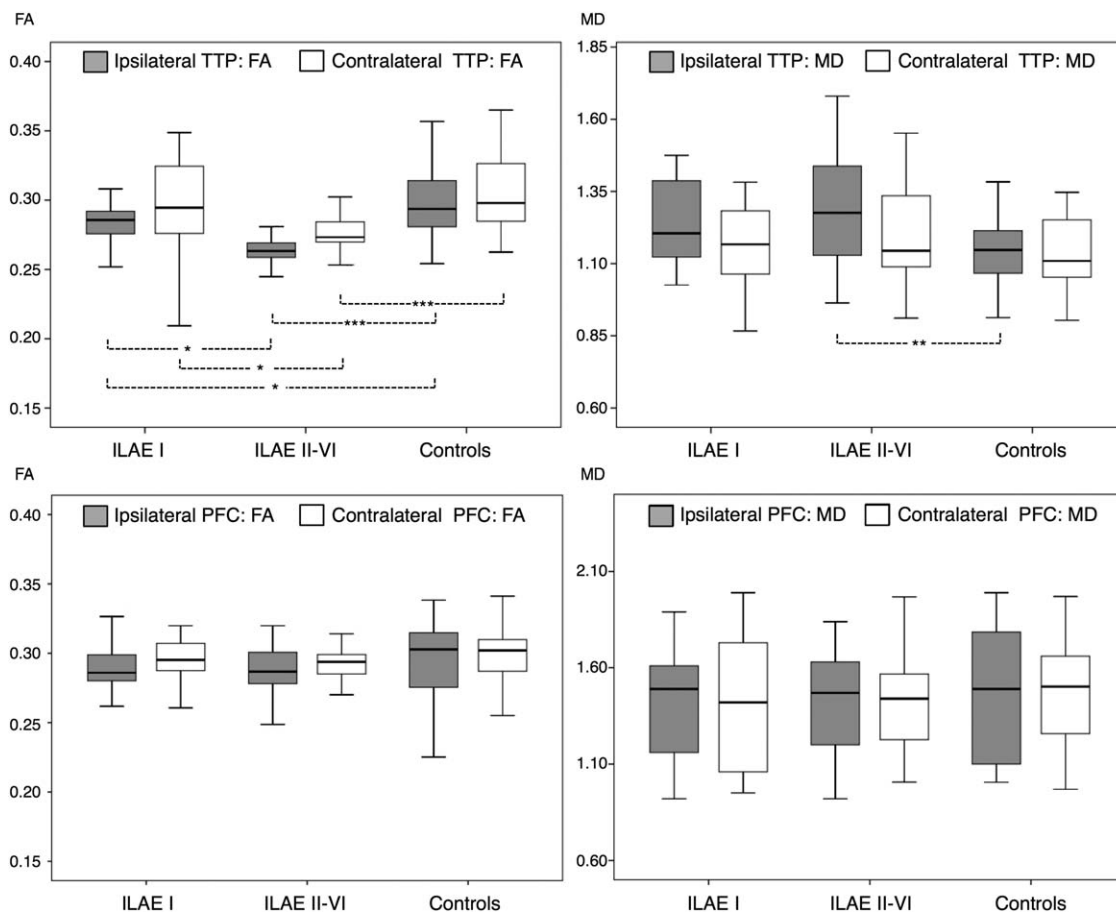 FA
0.40
0.35
0.30
0.25
0.20
0.15
Ipsilateral TTP: FA Contralateral TTP: FA
***
***
*
*
*
ILAE I ILAE II-VI Controls
MD
1.85
1.60
1.35
1.10
0.85
0.60
Ipsilateral TTP: MD Contralateral TTP: MD
**
ILAE I ILAE II-VI Controls
FA
0.40
0.35
0.30
0.25
0.20
0.15
Ipsilateral PFC: FA Contralateral PFC: FA
ILAE I ILAE II-VI Controls
MD
2.10
1.60
1.10
0.60
Ipsilateral PFC: MD Contralateral PFC: MD
ILAE I ILAE II-VI Controls